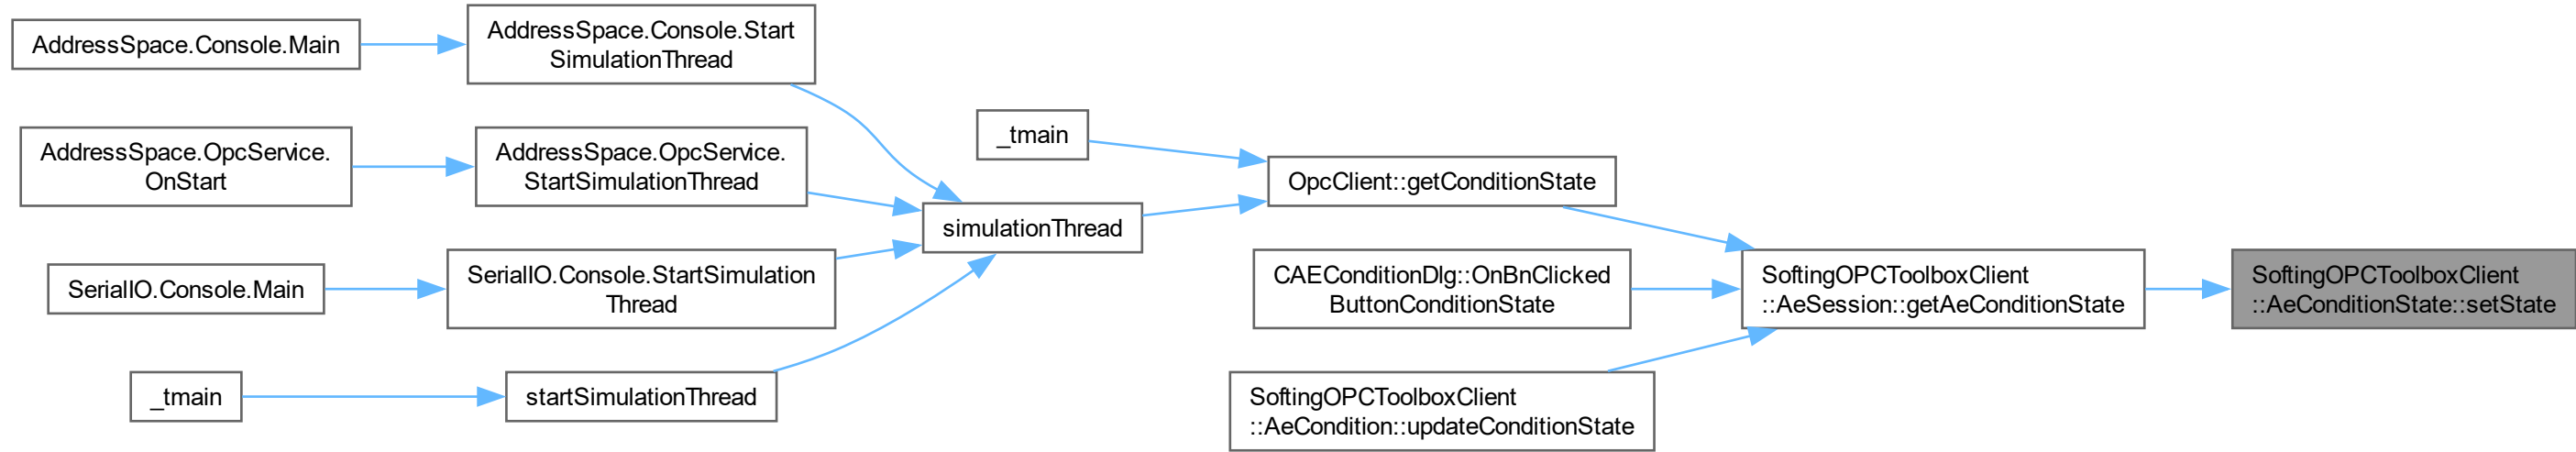 AddressSpace.Console.Main
AddressSpace.Console.Start
SimulationThread
_tmain
AddressSpace.OpcService.
OnStart
AddressSpace.OpcService.
StartSimulationThread
OpcClient::getConditionState
simulationThread
SerialIO.Console.Main
SerialIO.Console.StartSimulation
Thread
CAEConditionDlg::OnBnClicked
ButtonConditionState
SoftingOPCToolboxClient
::AeSession::getAeConditionState
SoftingOPCToolboxClient
::AeConditionState::setState
_tmain
startSimulationThread
SoftingOPCToolboxClient
::AeCondition::updateConditionState